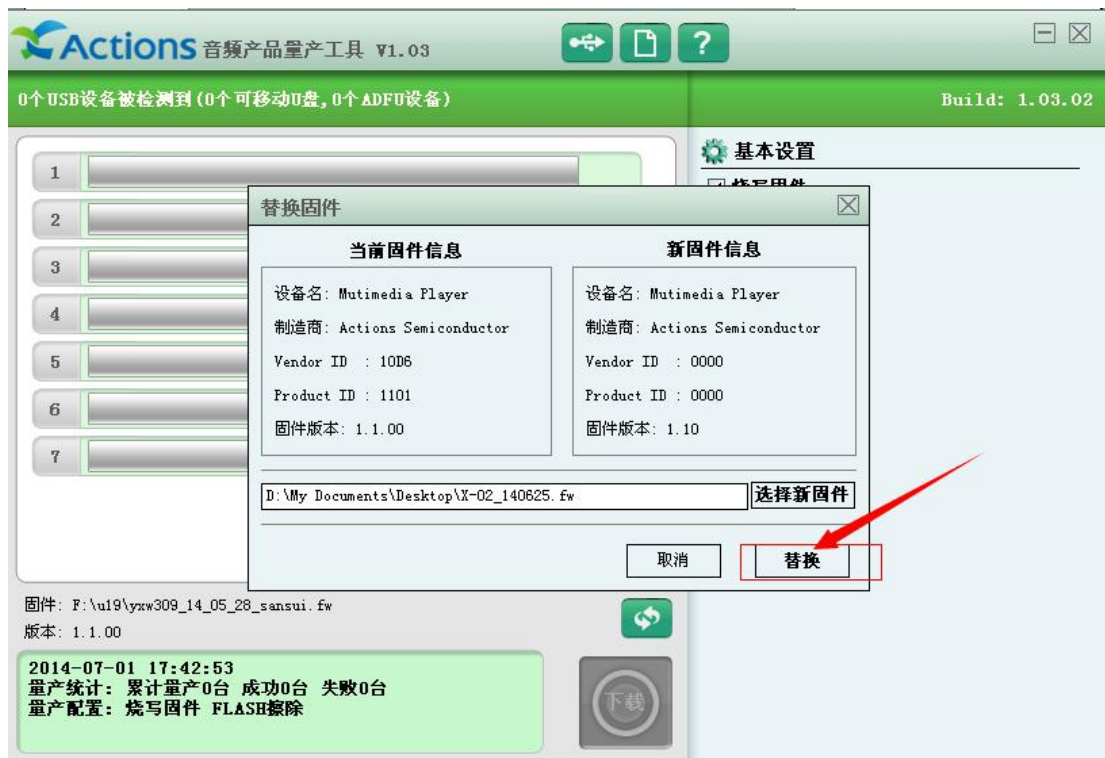 Actions 音频产品量产工具 V1.03
?
0个USB设备被检测到(0个可移动U盘,0个ADFU设备)
Build: 1.03.02
1
2
3
4
5
6
7
基本设置
烧写固件
替换固件
当前固件信息
设备名: Mutimedia Player
制造商: Actions Semiconductor
Vendor ID : 10D6
Product ID : 1101
固件版本: 1.1.00
新固件信息
设备名: Mutimedia Player
制造商: Actions Semiconductor
Vendor ID : 0000
Product ID : 0000
固件版本: 1.10
D:\My Documents\Desktop\X-02_140625.fw
选择新固件
取消
替换
固件: F:\u19\yxw309_14_05_28_sansui.fw
版本: 1.1.00
2014-07-01 17:42:53
量产统计: 累计量产0台 成功0台 失败0台
量产配置: 烧写固件 FLASH擦除
下载